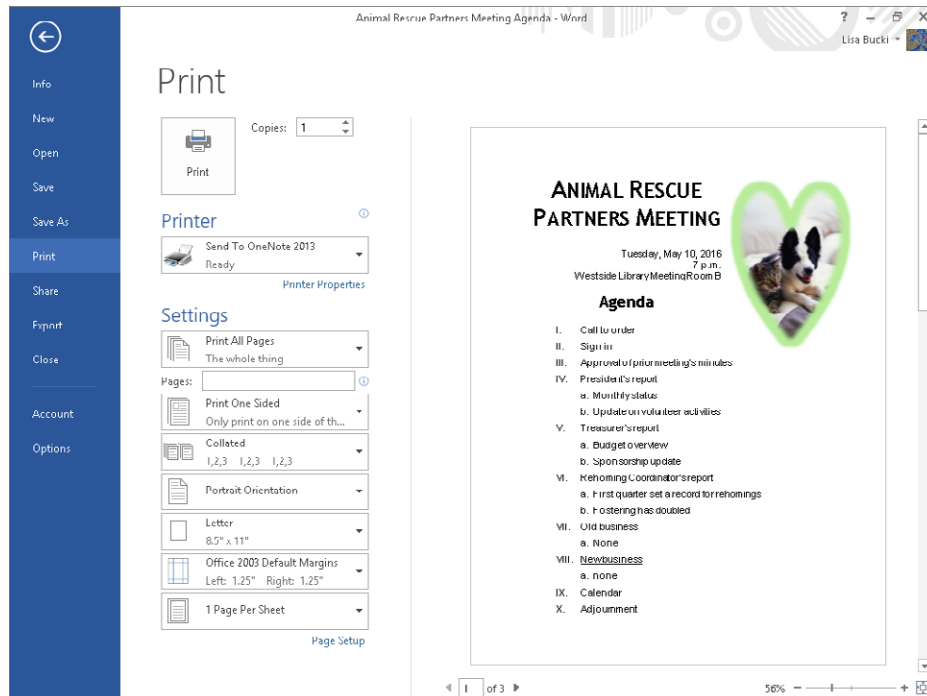 Animal Rescue Partners Meeting Agenda - Word
?
Lisa Bucki
Info
New
Open
Save
Save As
Print
Share
Export
Close
Account
Options
Print
Print
Copies: 1
Printer
Send To OneNote 2013
Ready
Printer Properties
Settings
Print All Pages
The whole thing
Pages:
Print One Sided
Only print on one side of th...
Collated
1,2,3 1,2,3 1,2,3
Portrait Orientation
Letter
8.5" x 11"
Office 2003 Default Margins
Left: 1.25" Right: 1.25"
1 Page Per Sheet
Page Setup
ANIMAL RESCUE
PARTNERS MEETING
Tuesday, May 10, 2016
7 p.m.
Westside Library Meeting Room B
Agenda
I. Call to order
II. Sign in
III. Approval of prior meeting's minutes
IV. President's report
a. Monthly status
b. Update on volunteer activities
V. Treasurer's report
a. Budget overview
b. Sponsorship update
VI. Rehoming Coordinator's report
a. First quarter set a record for rehomings
b. Fostering has doubled
VII. Old business
a. None
VIII. New business
a. none
IX. Calendar
X. Adjournment
1 of 3
56%